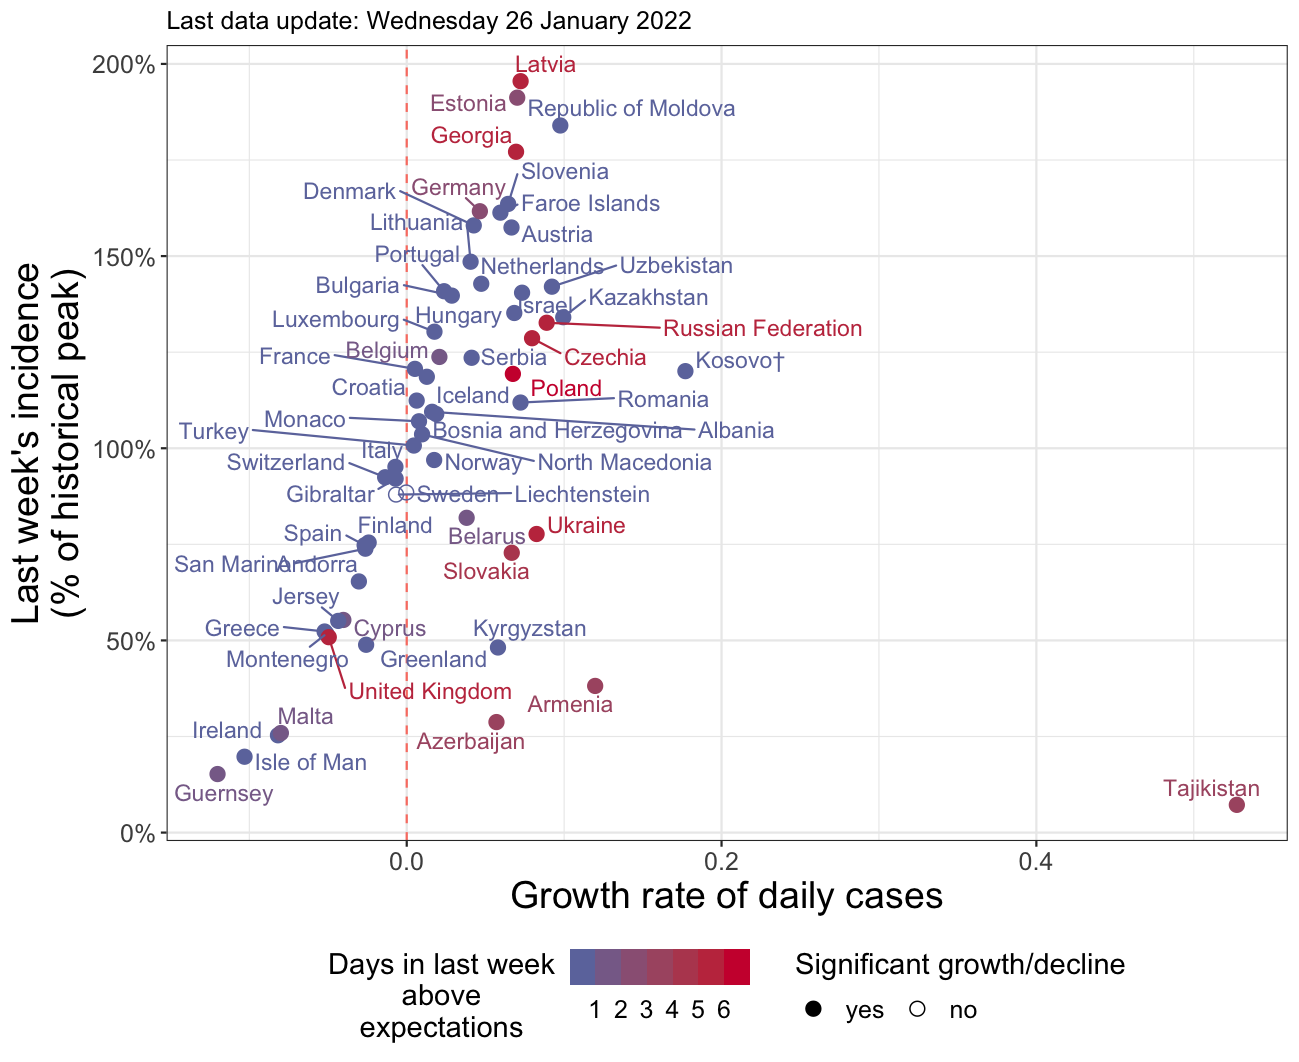 Last data update: Wednesday 26 January 2022
200%
Latvia
Estonia
Republic of Moldova
Georgia
Slovenia
Denmark
Germany
Faroe Islands
Lithuania
Austria
150%
Portugal
Netherlands
Uzbekistan
Bulgaria
Israel
Kazakhstan
Hungary
Luxembourg
Russian Federation
Belgium
France
Serbia
Czechia
Kosovo†
Croatia
Iceland
Poland
Romania
Monaco
Turkey
Bosnia and Herzegovina
Albania
100%
Italy
Switzerland
Norway
North Macedonia
Gibraltar
Sweden
Liechtenstein
Finland
Spain
Belarus
Ukraine
San Marino
Andorra
Slovakia
Jersey
50%
Greece
Cyprus
Kyrgyzstan
Montenegro
Greenland
United Kingdom
Armenia
Malta
Ireland
Azerbaijan
Isle of Man
Guernsey
Tajikistan
0%
Last week's incidence
(% of historical peak)
0.0
0.2
0.4
Growth rate of daily cases
Days in last week
above
expectations
1 2 3 4 5 6
Significant growth/decline
yes
no